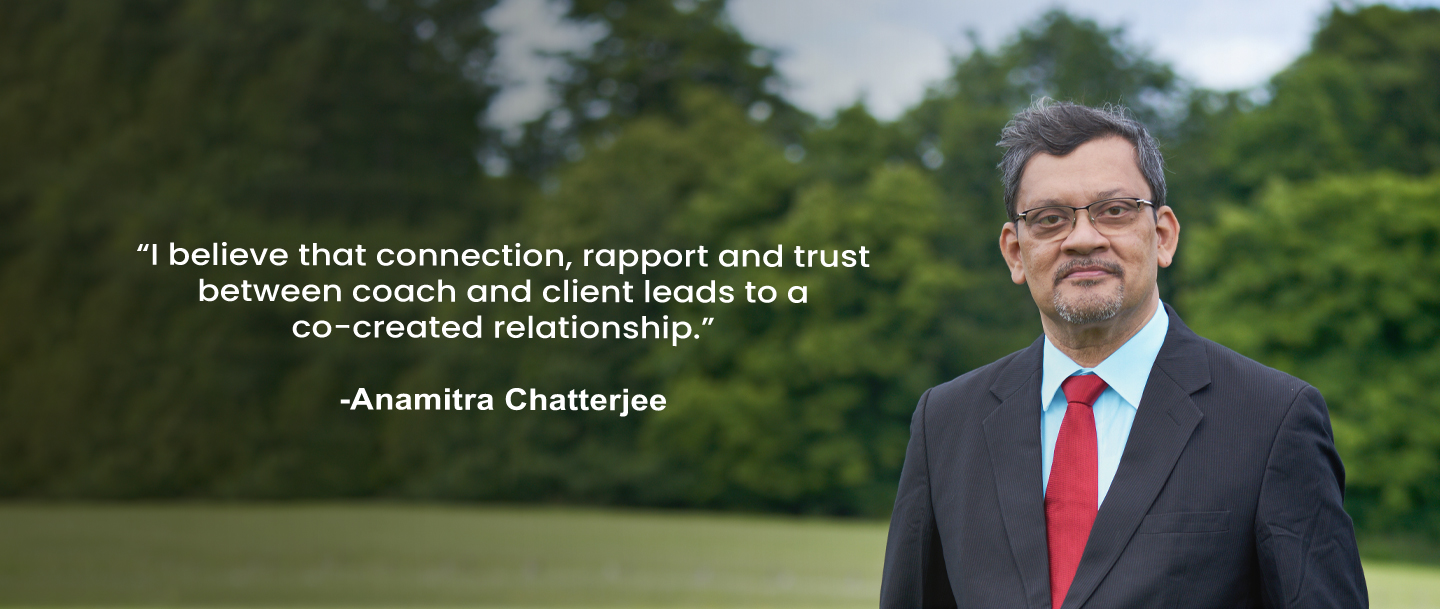 “I believe that connection, rapport and trust
between coach and client leads to a
co-created relationship.”
-Anamitra Chatterjee